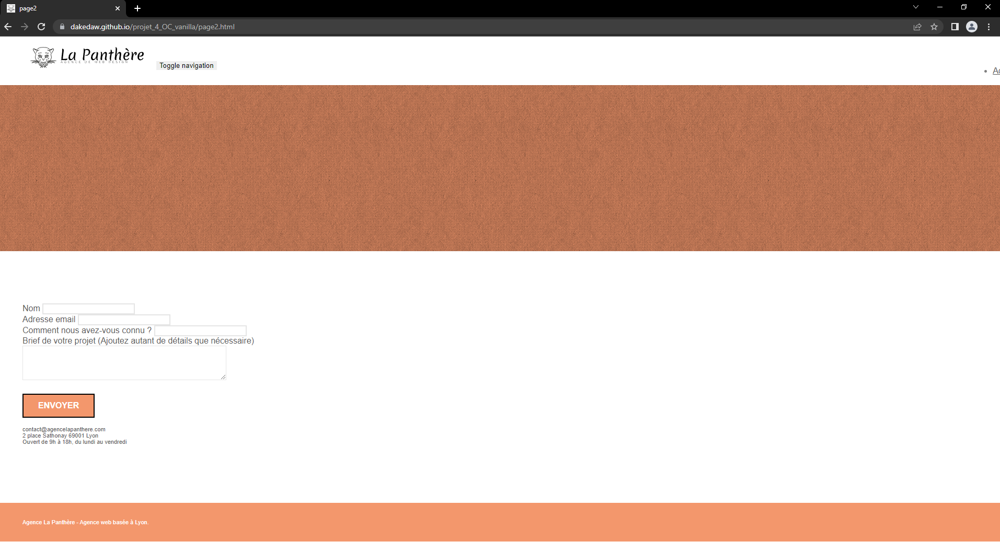 page2
dakedaw.github.io/projet_4_OC_vanilla/page2.html
La Panthère
AGENCE DE WEB DESIGN
Toggle navigation
Nom
Adresse email
Comment nous avez-vous connu ?
Brief de votre projet (Ajoutez autant de détails que nécessaire)
ENVOYER
contact@agencelapanthere.com
2 place Sathonay 69001 Lyon
Ouvert de 9h à 18h, du lundi au vendredi
Agence La Panthère - Agence web basée à Lyon.